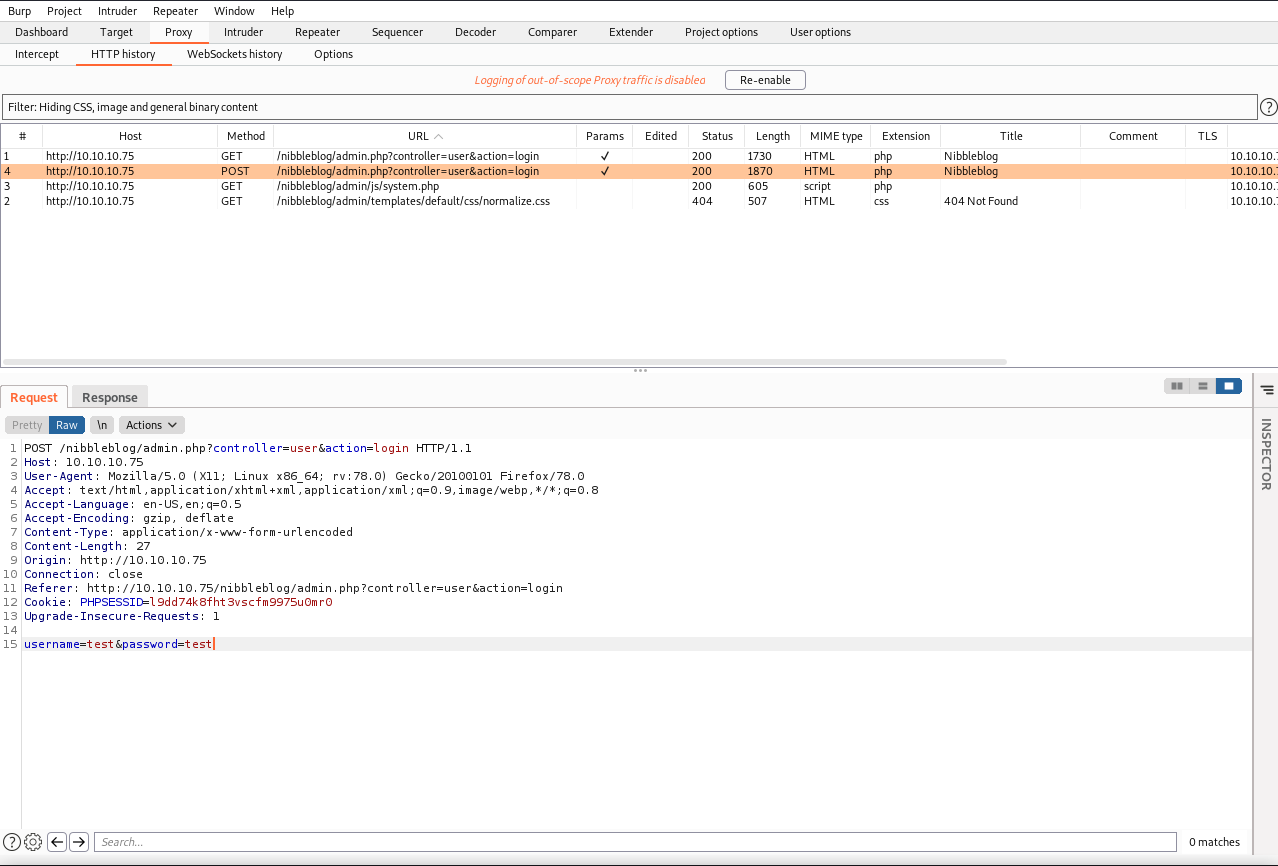 Burp Project Intruder Repeater Window Help
Dashboard Target Proxy Intruder Repeater Sequencer Decoder Comparer Extender Project options User options
Intercept HTTP history WebSockets history Options
Logging of out-of-scope Proxy traffic is disabled Re-enable
Filter: Hiding CSS, image and general binary content ?
# Host Method URL Params Edited Status Length MIME type Extension Title Comment TLS
1 http://10.10.10.75 GET /nibbleblog/admin.php?controller=user&action=login ✓ 200 1730 HTML php Nibbleblog 10.10.10.7
4 http://10.10.10.75 POST /nibbleblog/admin.php?controller=user&action=login ✓ 200 1870 HTML php Nibbleblog 10.10.10.7
3 http://10.10.10.75 GET /nibbleblog/admin/js/system.php 200 605 script php 10.10.10.7
2 http://10.10.10.75 GET /nibbleblog/admin/templates/default/css/normalize.css 404 507 HTML css 404 Not Found 10.10.10.7
Request Response
Pretty Raw \n Actions
INSPECTOR
1 POST /nibbleblog/admin.php?controller=user&action=login HTTP/1.1
2 Host: 10.10.10.75
3 User-Agent: Mozilla/5.0 (X11; Linux x86_64; rv:78.0) Gecko/20100101 Firefox/78.0
4 Accept: text/html,application/xhtml+xml,application/xml;q=0.9,image/webp,*/*;q=0.8
5 Accept-Language: en-US,en;q=0.5
6 Accept-Encoding: gzip, deflate
7 Content-Type: application/x-www-form-urlencoded
8 Content-Length: 27
9 Origin: http://10.10.10.75
10 Connection: close
11 Referer: http://10.10.10.75/nibbleblog/admin.php?controller=user&action=login
12 Cookie: PHPSESSID=l9dd74k8fht3vscfm9975u0mr0
13 Upgrade-Insecure-Requests: 1
14
15 username=test&password=test
? Search... 0 matches